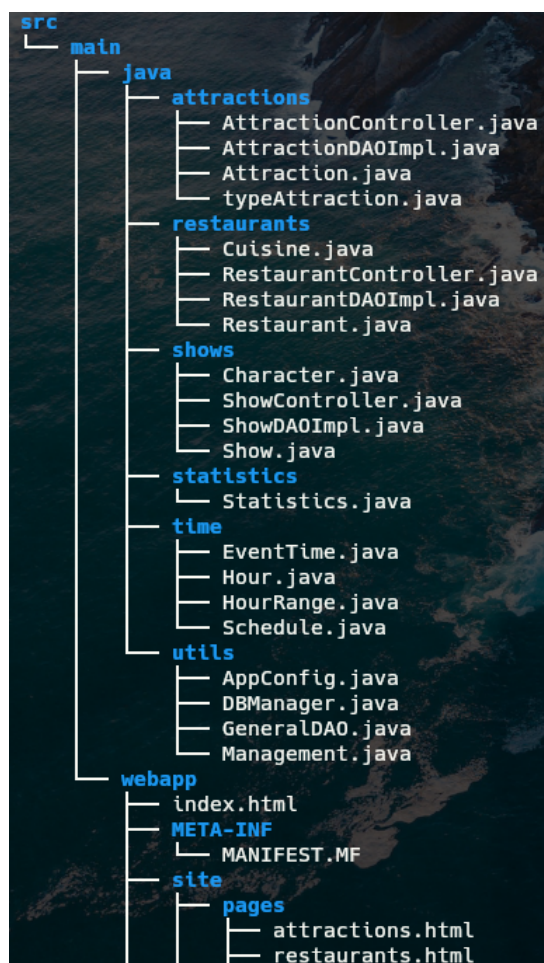 src
└── main
    ├── java
    │   ├── attractions
    │   │   ├── AttractionController.java
    │   │   ├── AttractionDAOImpl.java
    │   │   ├── Attraction.java
    │   │   └── typeAttraction.java
    │   ├── restaurants
    │   │   ├── Cuisine.java
    │   │   ├── RestaurantController.java
    │   │   ├── RestaurantDAOImpl.java
    │   │   └── Restaurant.java
    │   ├── shows
    │   │   ├── Character.java
    │   │   ├── ShowController.java
    │   │   ├── ShowDAOImpl.java
    │   │   └── Show.java
    │   ├── statistics
    │   │   └── Statistics.java
    │   ├── time
    │   │   ├── EventTime.java
    │   │   ├── Hour.java
    │   │   ├── HourRange.java
    │   │   └── Schedule.java
    │   └── utils
    │       ├── AppConfig.java
    │       ├── DBManager.java
    │       ├── GeneralDAO.java
    │       └── Management.java
    └── webapp
        ├── index.html
        ├── META-INF
        │   └── MANIFEST.MF
        ├── site
        │   ├── pages
        │   │   ├── attractions.html
        │   │   ├── restaurants.html